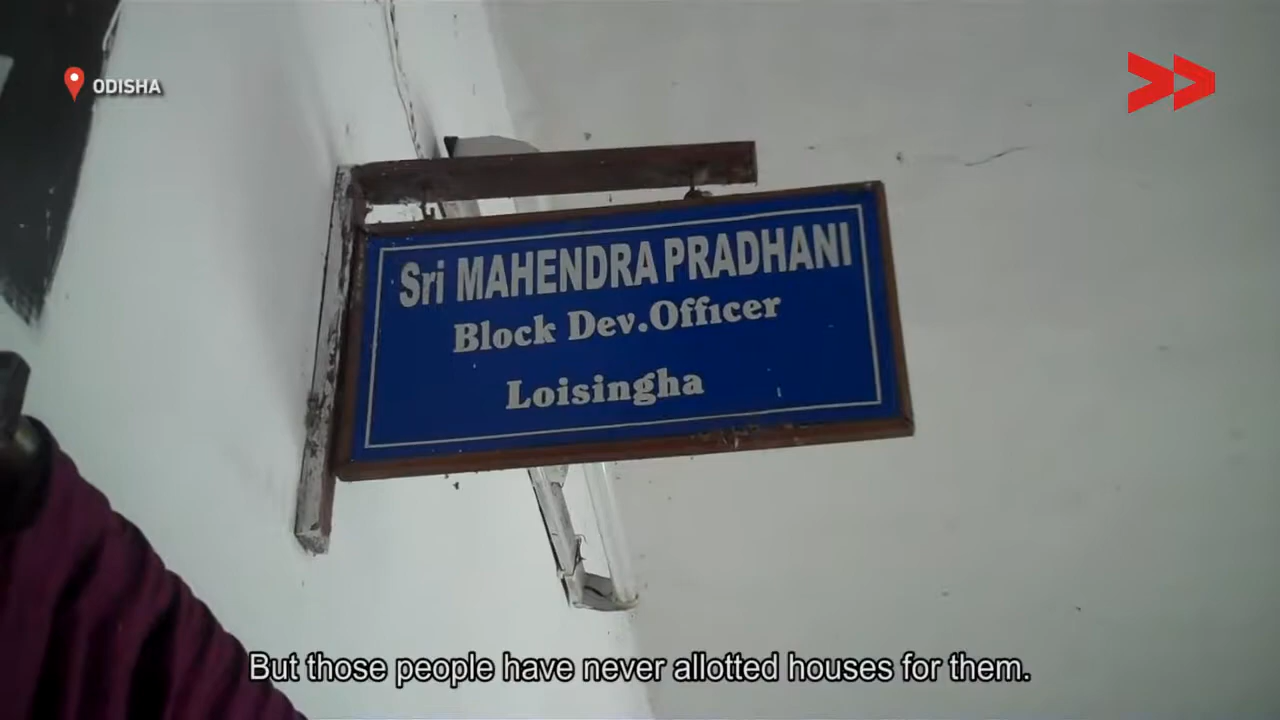 ODISHA
Sri MAHENDRA PRADHANI
Block Dev.Officer
Loisingha
But those people have never allotted houses for them.